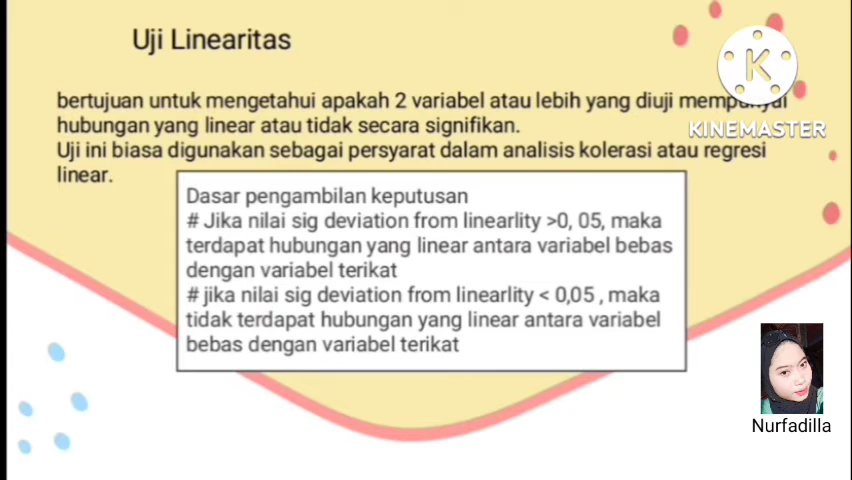 Uji Linearitas
bertujuan untuk mengetahui apakah 2 variabel atau lebih yang diuji mempunyai
hubungan yang linear atau tidak secara signifikan.
Uji ini biasa digunakan sebagai persyarat dalam analisis kolerasi atau regresi
linear.
Dasar pengambilan keputusan
# Jika nilai sig deviation from linearlity >0, 05, maka
terdapat hubungan yang linear antara variabel bebas
dengan variabel terikat
# jika nilai sig deviation from linearlity < 0,05 , maka
tidak terdapat hubungan yang linear antara variabel
bebas dengan variabel terikat
K
KINEMASTER
Nurfadilla